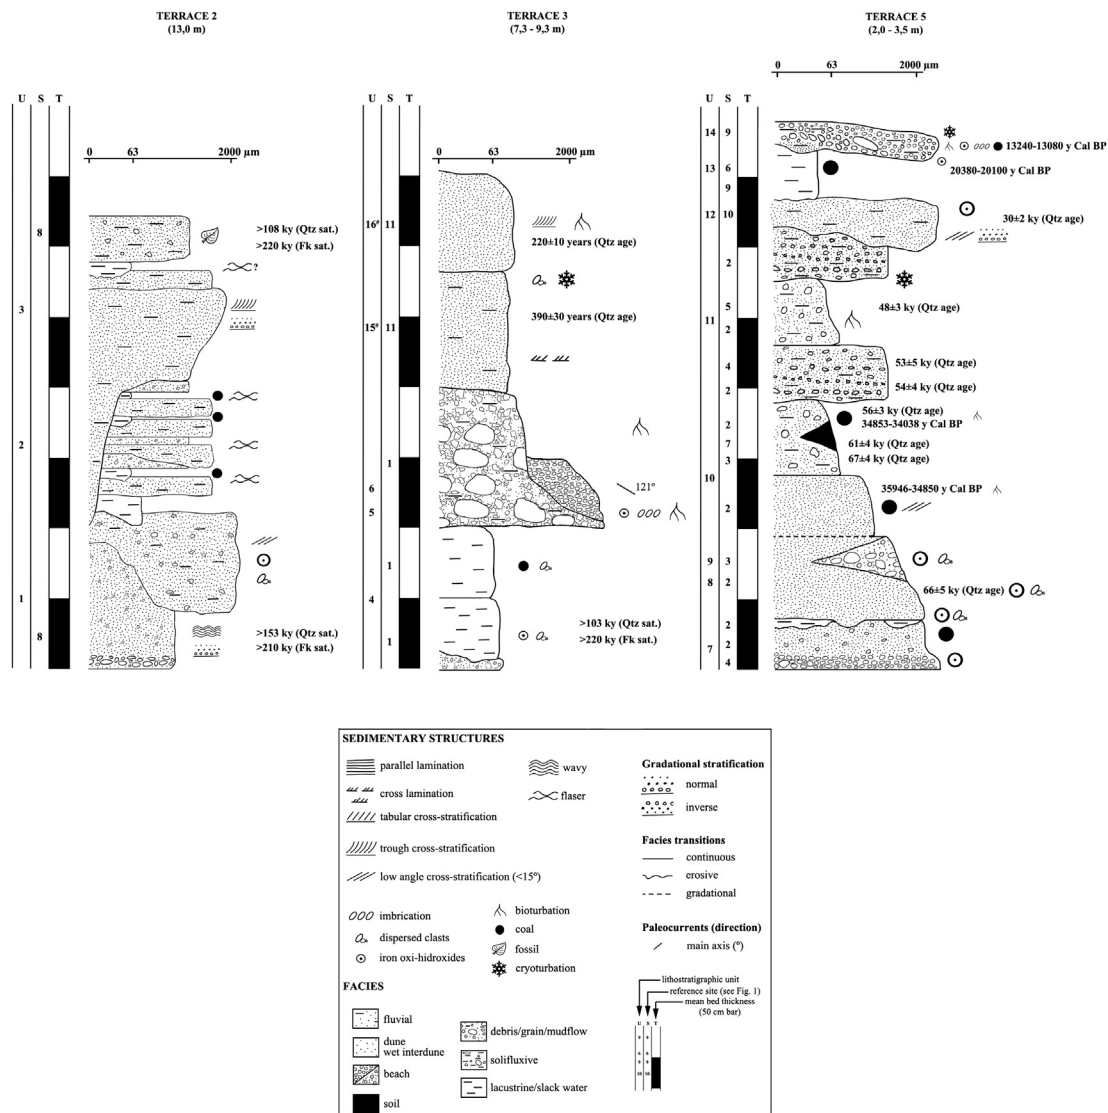 TERRACE 2
(13,0 m)
U S T
0 63 2000 µm
8
>108 ky (Qtz sat.)
>220 ky (Fk sat.)
?
3
2
1
8
>153 ky (Qtz sat.)
>210 ky (Fk sat.)
TERRACE 3
(7,3 - 9,3 m)
U S T
0 63 2000 µm
16# 11
220±10 years (Qtz age)
390±30 years (Qtz age)
15# 11
1
6
121º
5
1
4
>103 ky (Qtz sat.)
1
>220 ky (Fk sat.)
TERRACE 5
(2,0 - 3,5 m)
0 63 2000 µm
U S T
14 9
13240-13080 y Cal BP
13 6
20380-20100 y Cal BP
9
12 10
30±2 ky (Qtz age)
2
5
48±3 ky (Qtz age)
11
2
4
53±5 ky (Qtz age)
2
54±4 ky (Qtz age)
56±3 ky (Qtz age)
2
34853-34038 y Cal BP
7
61±4 ky (Qtz age)
3
67±4 ky (Qtz age)
10
35946-34850 y Cal BP
2
9 3
8 2
66±5 ky (Qtz age)
2
2
7
4
SEDIMENTARY STRUCTURES
parallel lamination
cross lamination
tabular cross-stratification
trough cross-stratification
low angle cross-stratification (<15º)
imbrication
dispersed clasts
iron oxi-hidroxides
wavy
flaser
bioturbation
coal
fossil
cryoturbation
Gradational stratification
normal
inverse
Facies transitions
continuous
erosive
gradational
Paleocurrents (direction)
main axis (º)
FACIES
fluvial
dune
wet interdune
beach
soil
debris/grain/mudflow
solifluxive
lacustrine/slack water
lithostratigraphic unit
reference site (see Fig. 1)
mean bed thickness
(50 cm bar)
U S T
9 9
6 6
9 9
10 10